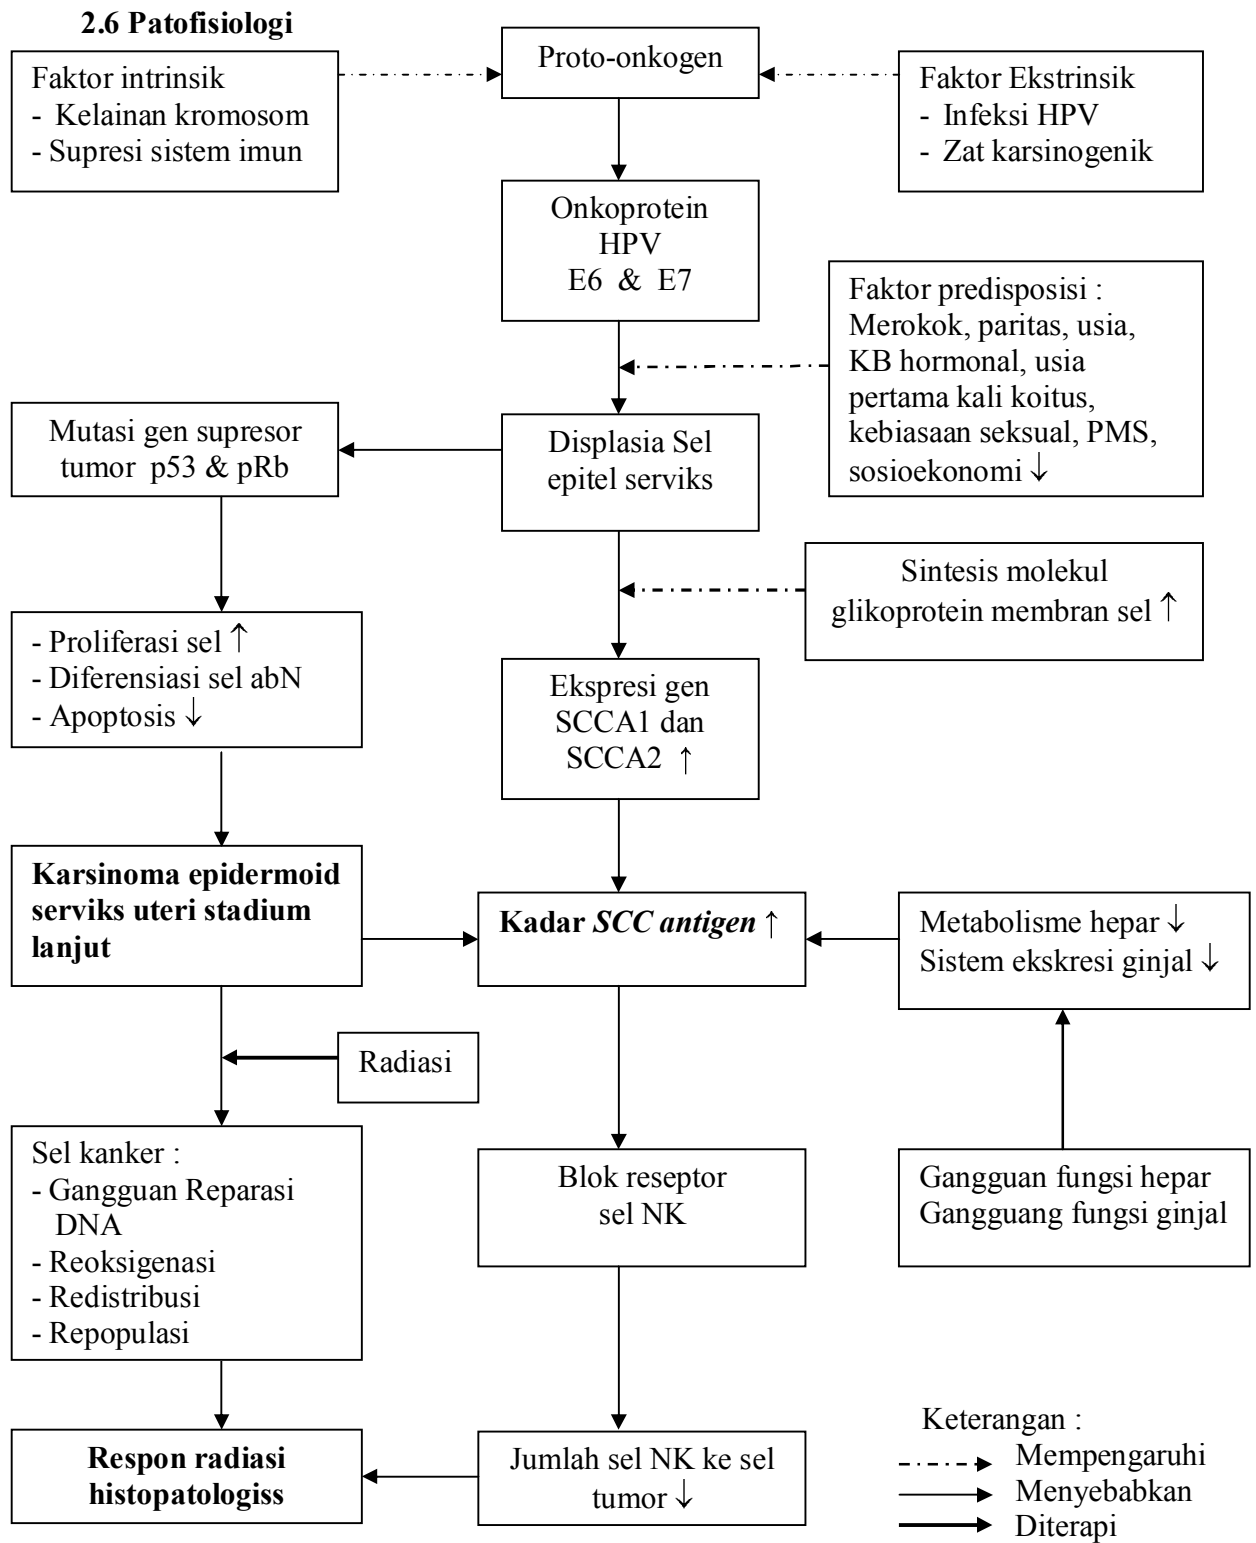 2.6 Patofisiologi
Faktor intrinsik
- Kelainan kromosom
- Supresi sistem imun
Proto-onkogen
Faktor Ekstrinsik
- Infeksi HPV
- Zat karsinogenik
Onkoprotein
HPV
E6 & E7
Faktor predisposisi :
Merokok, paritas, usia,
KB hormonal, usia
pertama kali koitus,
kebiasaan seksual, PMS,
sosioekonomi ↓
Mutasi gen supresor
tumor p53 & pRb
Displasia Sel
epitel serviks
Sintesis molekul
glikoprotein membran sel ↑
- Proliferasi sel ↑
- Diferensiasi sel abN
- Apoptosis ↓
Ekspresi gen
SCCA1 dan
SCCA2 ↑
Karsinoma epidermoid
serviks uteri stadium
lanjut
Kadar SCC antigen ↑
Metabolisme hepar ↓
Sistem ekskresi ginjal ↓
Radiasi
Sel kanker :
- Gangguan Reparasi
DNA
- Reoksigenasi
- Redistribusi
- Repopulasi
Blok reseptor
sel NK
Gangguan fungsi hepar
Gangguang fungsi ginjal
Respon radiasi
histopatologiss
Jumlah sel NK ke sel
tumor ↓
Keterangan :
Mempengaruhi
Menyebabkan
Diterapi